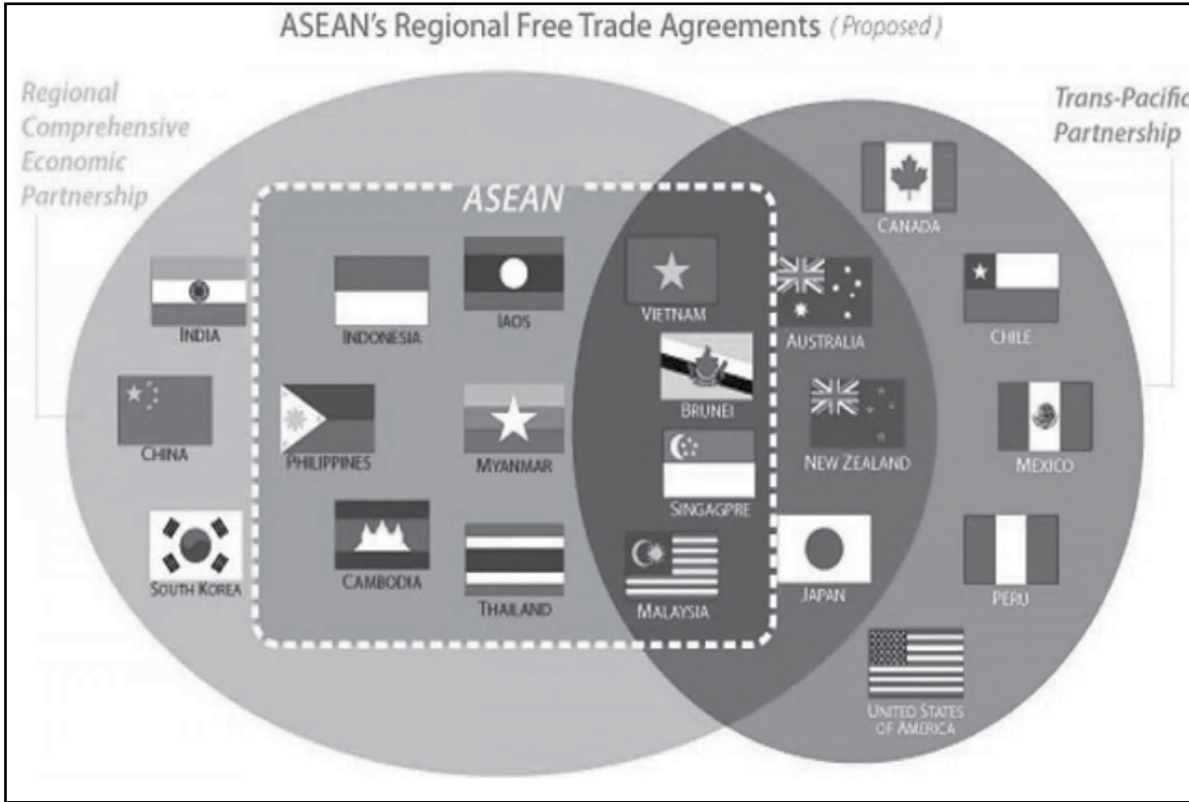 ASEAN's Regional Free Trade Agreements (Proposed)
Regional
Comprehensive
Economic
Partnership
Trans-Pacific
Partnership
ASEAN
CANADA
INDIA
INDONESIA
IAOS
VIETNAM
AUSTRALIA
CHILE
CHINA
PHILIPPINES
MYANMAR
BRUNEI
NEW ZEALAND
MEXICO
SINGAGPRE
SOUTH KOREA
CAMBODIA
THAILAND
MALAYSIA
JAPAN
PERU
UNITED STATES
OF AMERICA